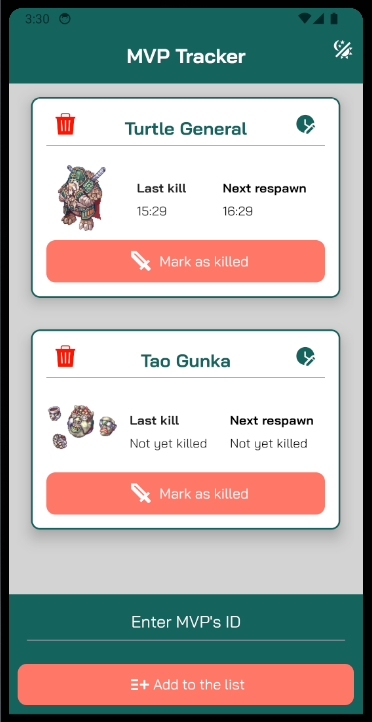 3:30
MVP Tracker
Turtle General
Last kill Next respawn
15:29 16:29
Mark as killed
Tao Gunka
Last kill Next respawn
Not yet killed Not yet killed
Mark as killed
Enter MVP's ID
Add to the list